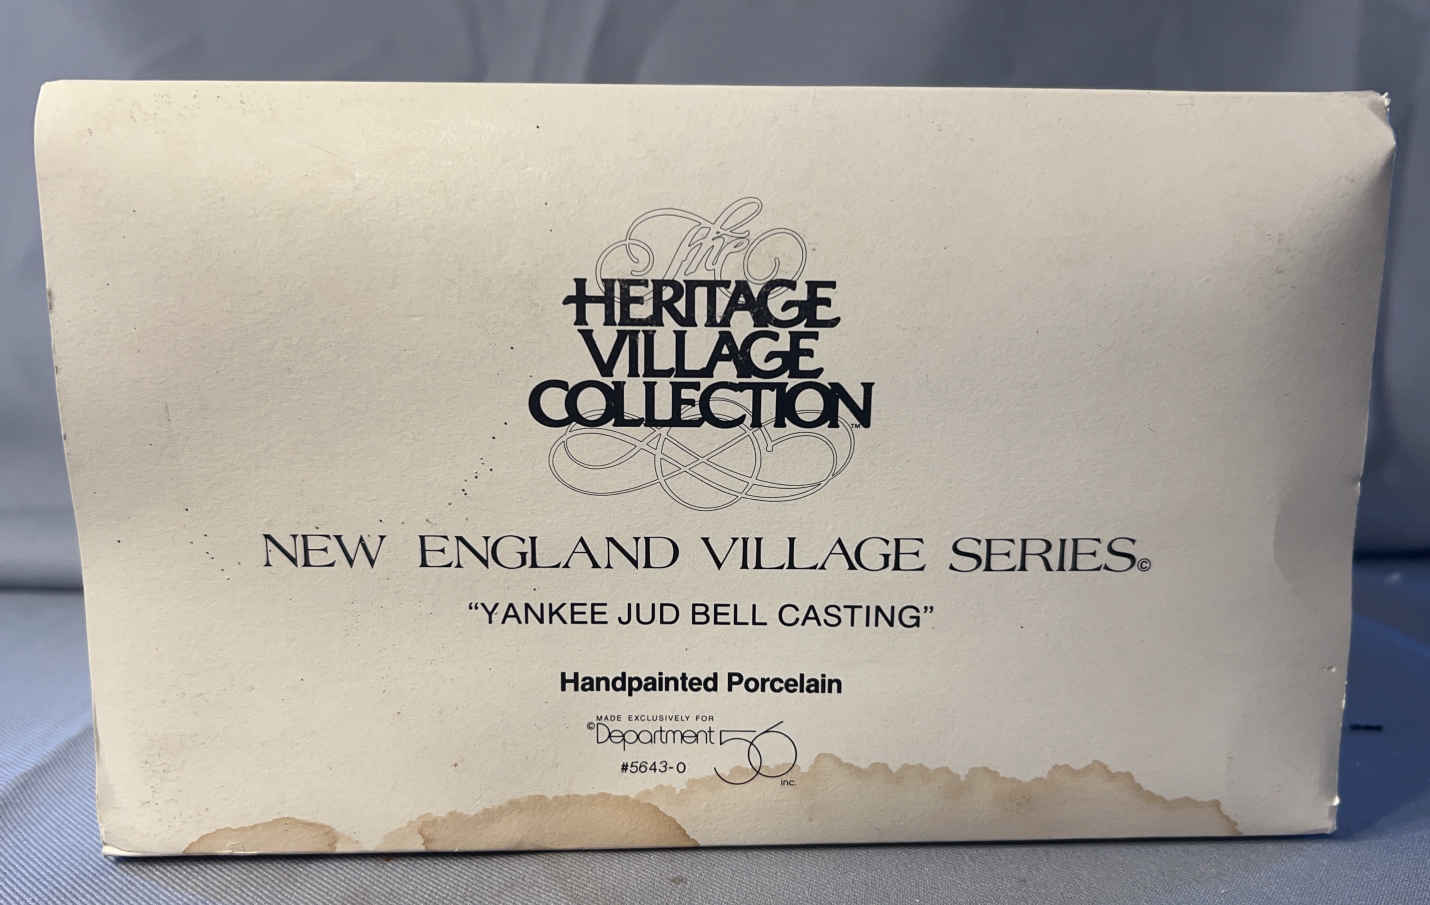 The
HERITAGE
VILLAGE
COLLECTION™
NEW ENGLAND VILLAGE SERIES©
“YANKEE JUD BELL CASTING”
Handpainted Porcelain
MADE EXCLUSIVELY FOR
©Department 56 inc.
#5643-0